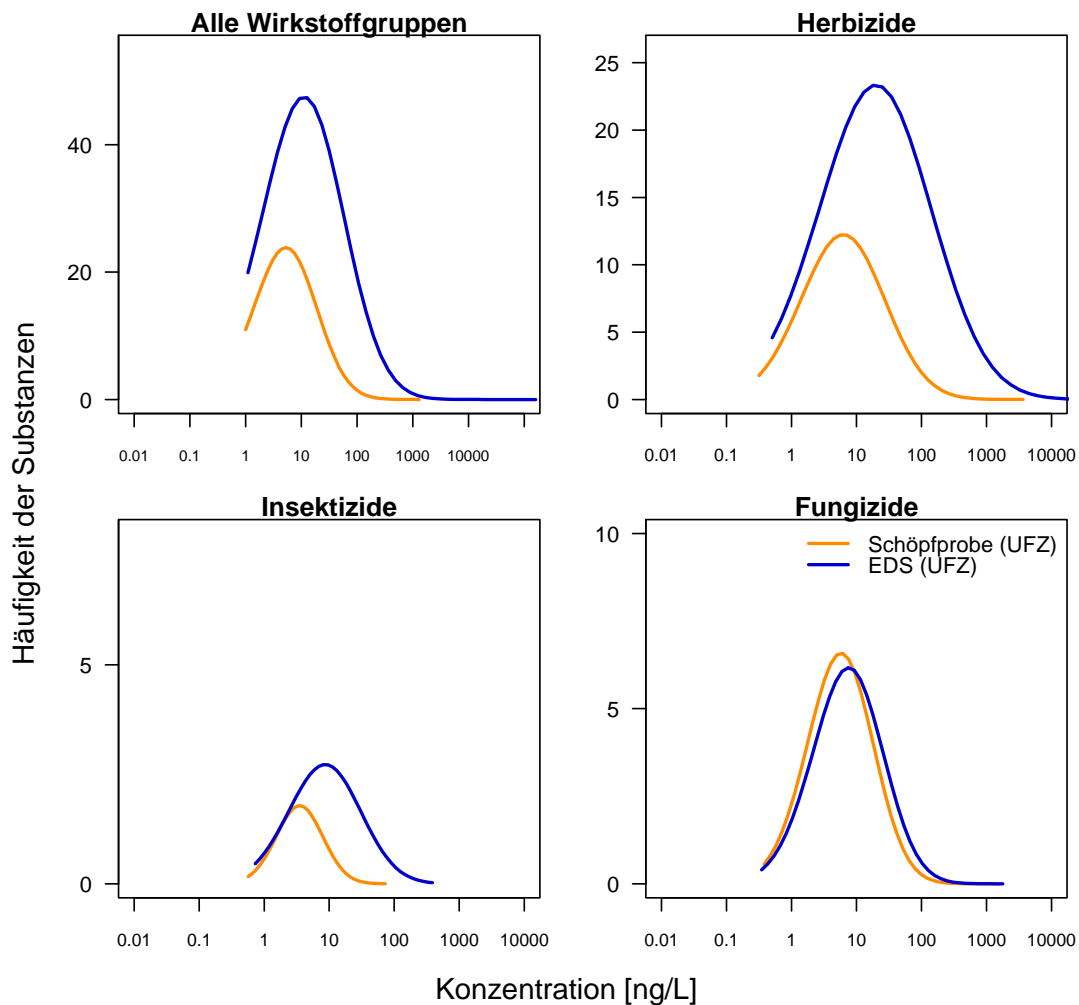 Alle Wirkstoffgruppen
40
20
0
0.01 0.1 1 10 100 1000 10000
Herbizide
25
20
15
10
5
0
0.01 0.1 1 10 100 1000 10000
Häufigkeit der Substanzen
Insektizide
5
0
0.01 0.1 1 10 100 1000 10000
Fungizide
Schöpfprobe (UFZ)
EDS (UFZ)
10
5
0
0.01 0.1 1 10 100 1000 10000
Konzentration [ng/L]